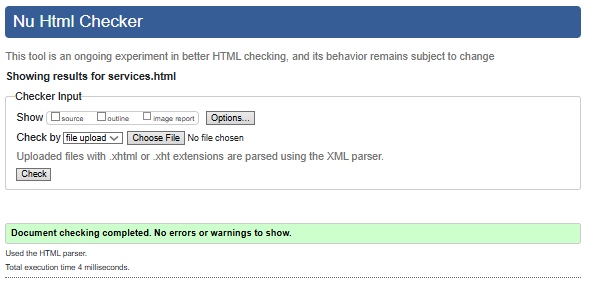 Nu Html Checker
This tool is an ongoing experiment in better HTML checking, and its behavior remains subject to change
Showing results for services.html
Checker Input
Show source outline image report Options...
Check by file upload Choose File No file chosen
Uploaded files with .xhtml or .xht extensions are parsed using the XML parser.
Check
Document checking completed. No errors or warnings to show.
Used the HTML parser.
Total execution time 4 milliseconds.